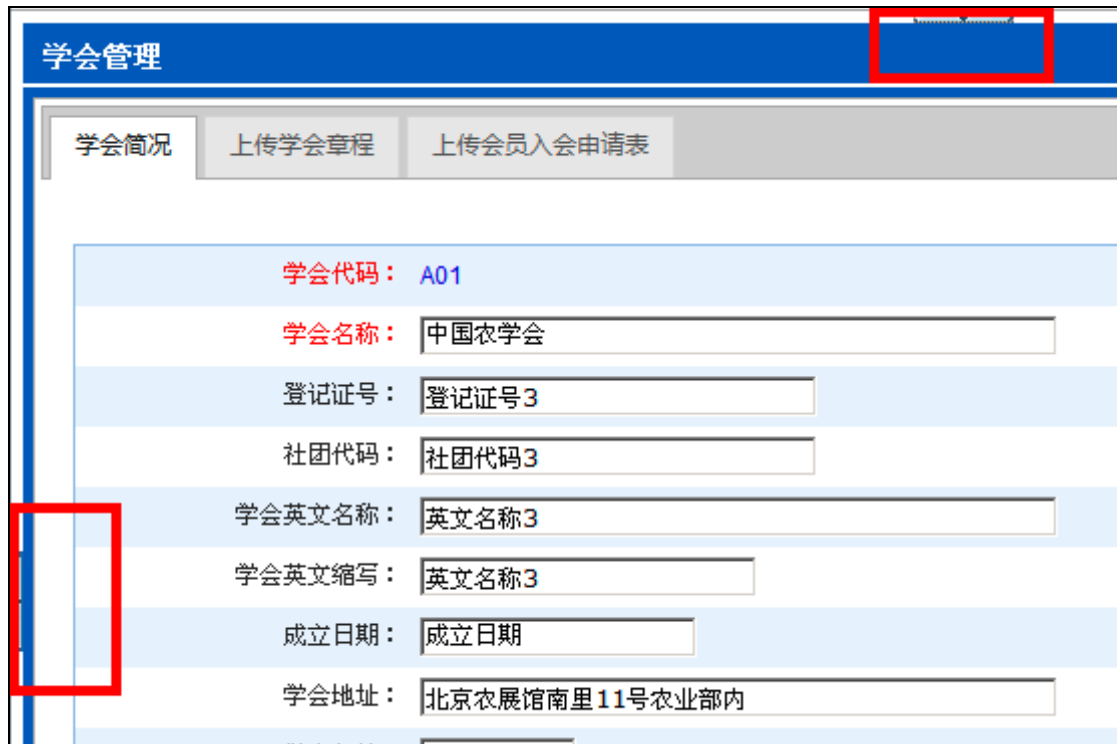 学会管理
学会简况 上传学会章程 上传会员入会申请表
学会代码： A01
学会名称： 中国农学会
登记证号： 登记证号3
社团代码： 社团代码3
学会英文名称： 英文名称3
学会英文缩写： 英文名称3
成立日期： 成立日期
学会地址： 北京农展馆南里11号农业部内